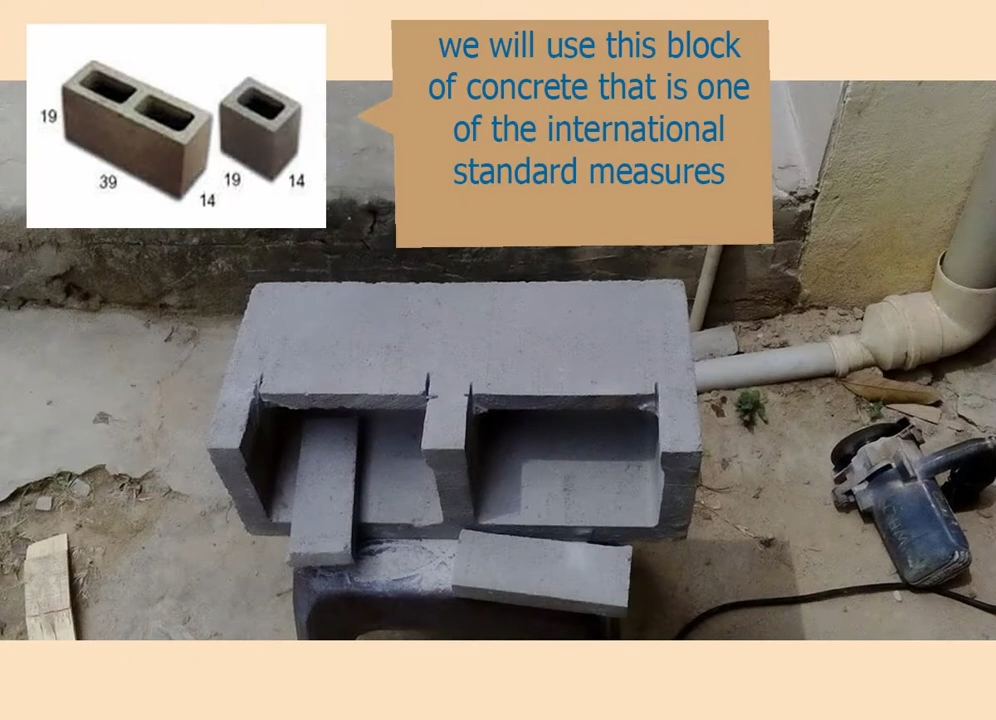 we will use this block
of concrete that is one
of the international
standard measures
19
39
14
19
14